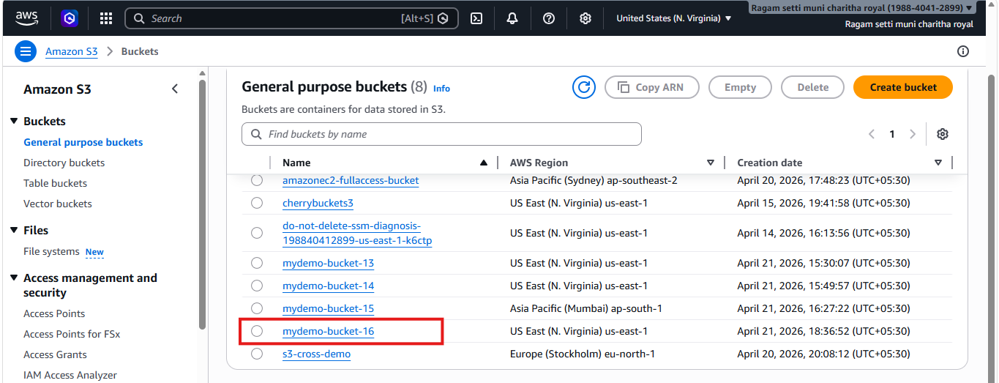 aws
Search [Alt+S]
United States (N. Virginia) ▼
Ragam setti muni charitha royal (1988-4041-2899) ▼
Ragam setti muni charitha royal
Amazon S3 > Buckets
Amazon S3
Buckets
General purpose buckets
Directory buckets
Table buckets
Vector buckets
Files
File systems New
Access management and
security
Access Points
Access Points for FSx
Access Grants
IAM Access Analyzer
General purpose buckets (8) Info
Copy ARN Empty Delete Create bucket
Buckets are containers for data stored in S3.
Find buckets by name
1
Name AWS Region Creation date
amazonec2-fullaccess-bucket Asia Pacific (Sydney) ap-southeast-2 April 20, 2026, 17:48:23 (UTC+05:30)
cherrybuckets3 US East (N. Virginia) us-east-1 April 15, 2026, 19:41:58 (UTC+05:30)
do-not-delete-ssm-diagnosis-
198840412899-us-east-1-k6ctp US East (N. Virginia) us-east-1 April 14, 2026, 16:13:56 (UTC+05:30)
mydemo-bucket-13 US East (N. Virginia) us-east-1 April 21, 2026, 15:30:07 (UTC+05:30)
mydemo-bucket-14 US East (N. Virginia) us-east-1 April 21, 2026, 15:49:57 (UTC+05:30)
mydemo-bucket-15 Asia Pacific (Mumbai) ap-south-1 April 21, 2026, 16:27:22 (UTC+05:30)
mydemo-bucket-16 US East (N. Virginia) us-east-1 April 21, 2026, 18:36:52 (UTC+05:30)
s3-cross-demo Europe (Stockholm) eu-north-1 April 20, 2026, 20:08:12 (UTC+05:30)